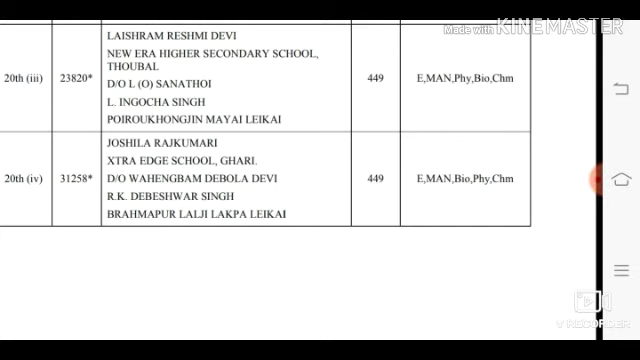 Made with KINEMASTER
LAISHRAM RESHMI DEVI
NEW ERA HIGHER SECONDARY SCHOOL,
THOUBAL
20th (iii) 23820* D/O L (O) SANATHOI 449 E,MAN,Phy,Bio,Chm
L. INGOCHA SINGH
POIROUKHONGJIN MAYAI LEIKAI
JOSHILA RAJKUMARI
XTRA EDGE SCHOOL, GHARI.
20th (iv) 31258* D/O WAHENGBAM DEBOLA DEVI 449 E,MAN,Bio,Phy,Chm
R.K. DEBESHWAR SINGH
BRAHMAPUR LALJI LAKPA LEIKAI
V RECORDER